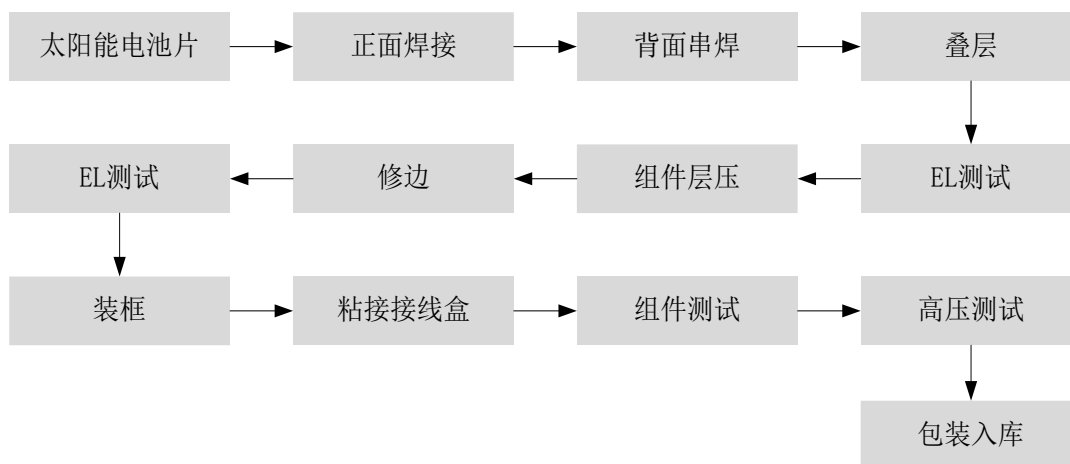 太阳能电池片
正面焊接
背面串焊
叠层
EL测试
组件层压
修边
EL测试
装框
粘接接线盒
组件测试
高压测试
包装入库